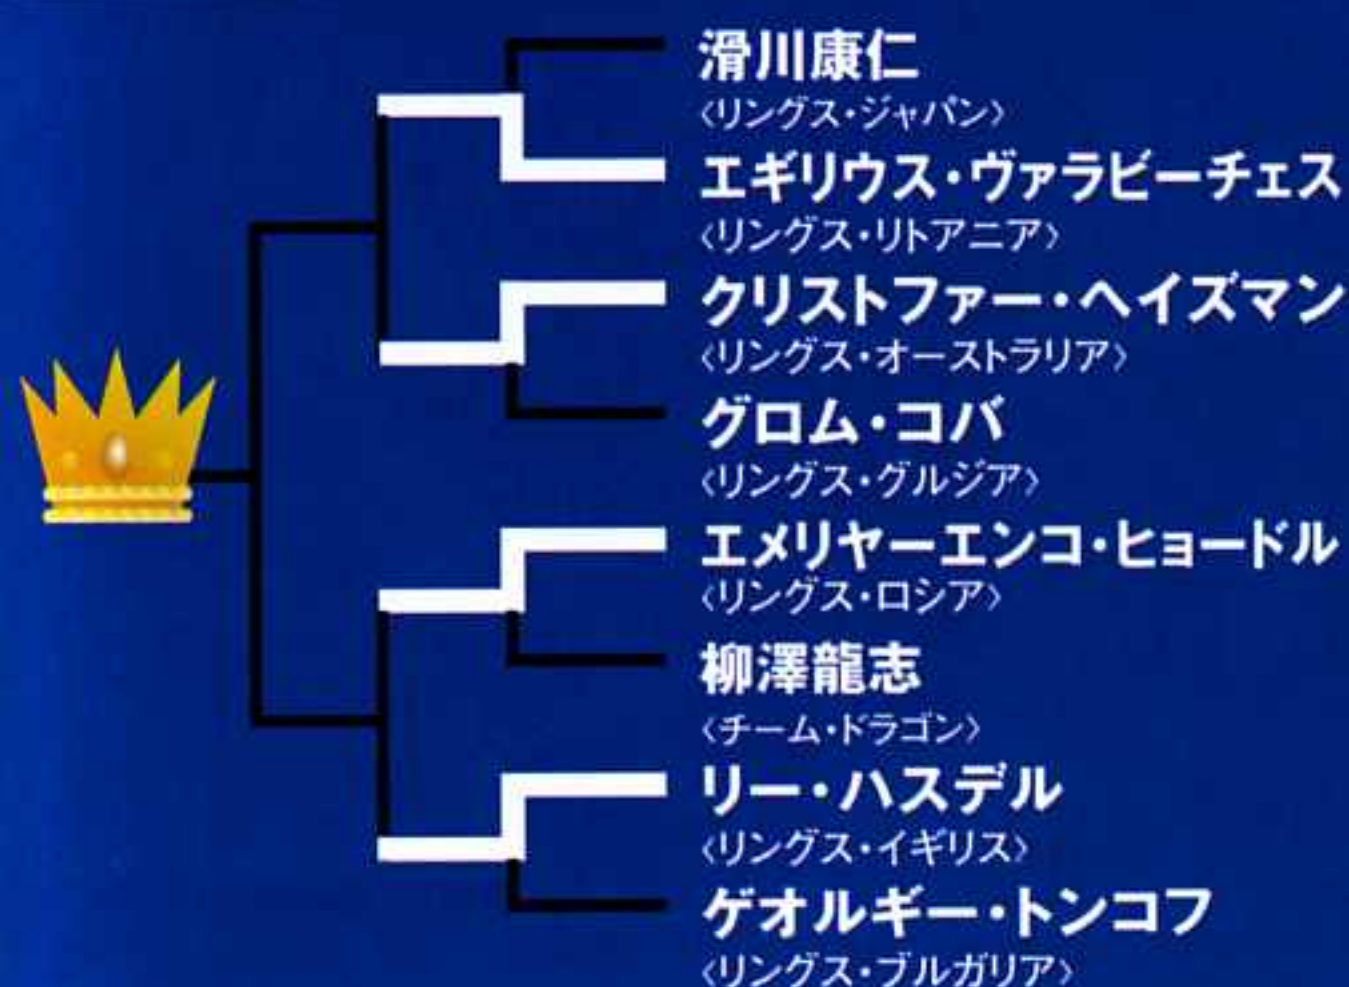 滑川康仁
〈リングス・ジャパン〉
エギリウス・ヴァラビーチェス
〈リングス・リトアニア〉
クリストファー・ヘイズマン
〈リングス・オーストラリア〉
グロム・コバ
〈リングス・グルジア〉
エメリヤーエンコ・ヒョードル
〈リングス・ロシア〉
柳澤龍志
〈チーム・ドラゴン〉
リー・ハスデル
〈リングス・イギリス〉
ゲオルギー・トンコフ
〈リングス・ブルガリア〉